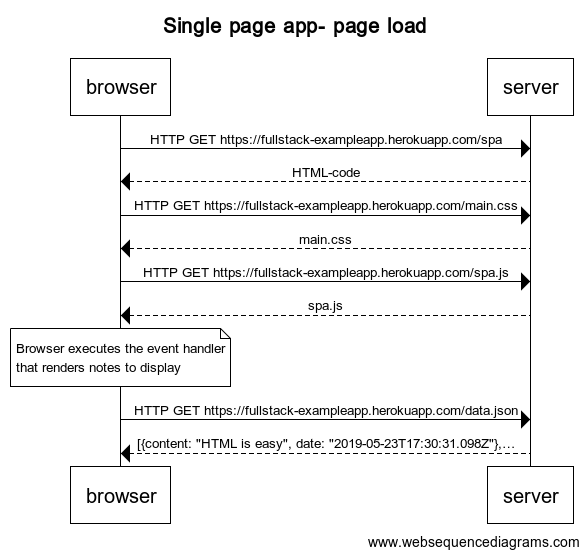 Single page app- page load
browser
server
HTTP GET https://fullstack-exampleapp.herokuapp.com/spa
HTML-code
HTTP GET https://fullstack-exampleapp.herokuapp.com/main.css
main.css
HTTP GET https://fullstack-exampleapp.herokuapp.com/spa.js
spa.js
Browser executes the event handler
that renders notes to display
HTTP GET https://fullstack-exampleapp.herokuapp.com/data.json
[{content: "HTML is easy", date: "2019-05-23T17:30:31.098Z"},...
browser
server
www.websequencediagrams.com